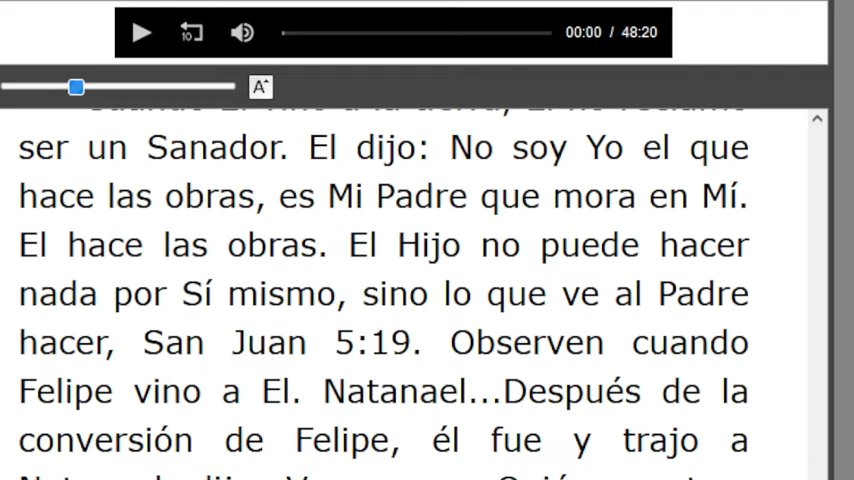 00:00 / 48:20
10
A
ser un Sanador. El dijo: No soy Yo el que
hace las obras, es Mi Padre que mora en Mí.
El hace las obras. El Hijo no puede hacer
nada por Sí mismo, sino lo que ve al Padre
hacer, San Juan 5:19. Observen cuando
Felipe vino a El. Natanael...Después de la
conversión de Felipe, él fue y trajo a